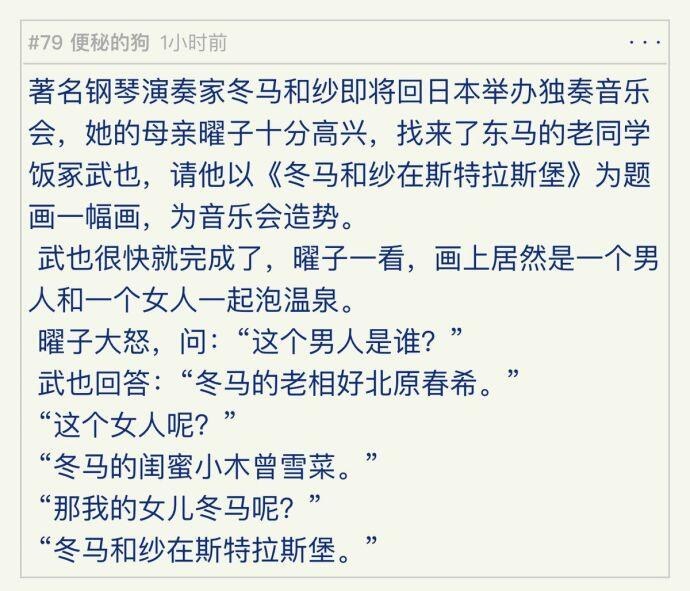 #79 便秘的狗 1小时前
著名钢琴演奏家冬马和纱即将回日本举办独奏音乐
会，她的母亲曜子十分高兴，找来了东马的老同学
饭冢武也，请他以《冬马和纱在斯特拉斯堡》为题
画一幅画，为音乐会造势。
武也很快就完成了，曜子一看，画上居然是一个男
人和一个女人一起泡温泉。
曜子大怒，问：“这个男人是谁？”
武也回答：“冬马的老相好北原春希。”
“这个女人呢？”
“冬马的闺蜜小木曾雪菜。”
“那我的女儿冬马呢？”
“冬马和纱在斯特拉斯堡。”